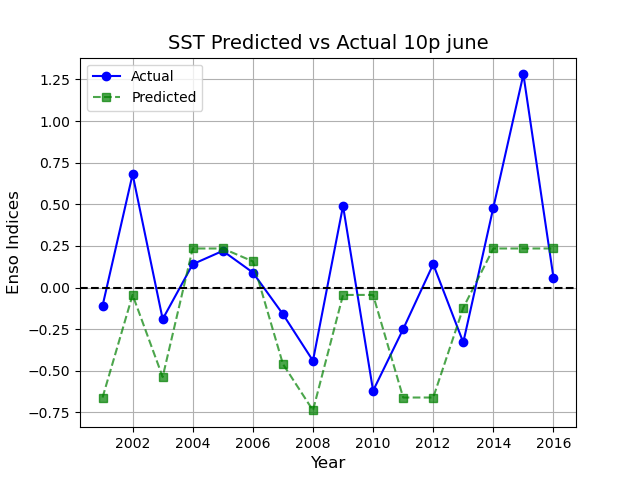 SST Predicted vs Actual 10p june
Actual
Predicted
Enso Indices
1.25
1.00
0.75
0.50
0.25
0.00
−0.25
−0.50
−0.75
2002 2004 2006 2008 2010 2012 2014 2016
Year